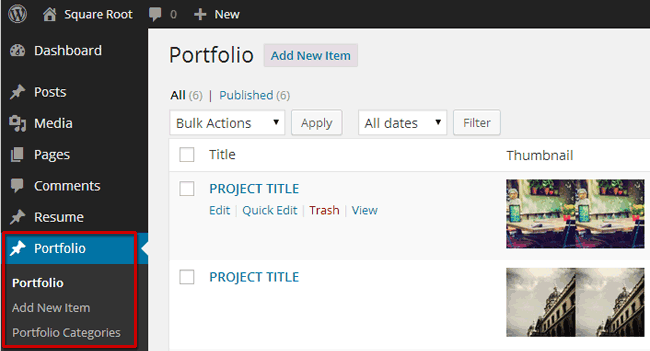 Square Root 0 New
Dashboard
Posts
Media
Pages
Comments
Resume
Portfolio
Portfolio
Add New Item
Portfolio Categories
Portfolio Add New Item
All (6) | Published (6)
Bulk Actions Apply All dates Filter
Title Thumbnail
PROJECT TITLE
Edit | Quick Edit | Trash | View
PROJECT TITLE